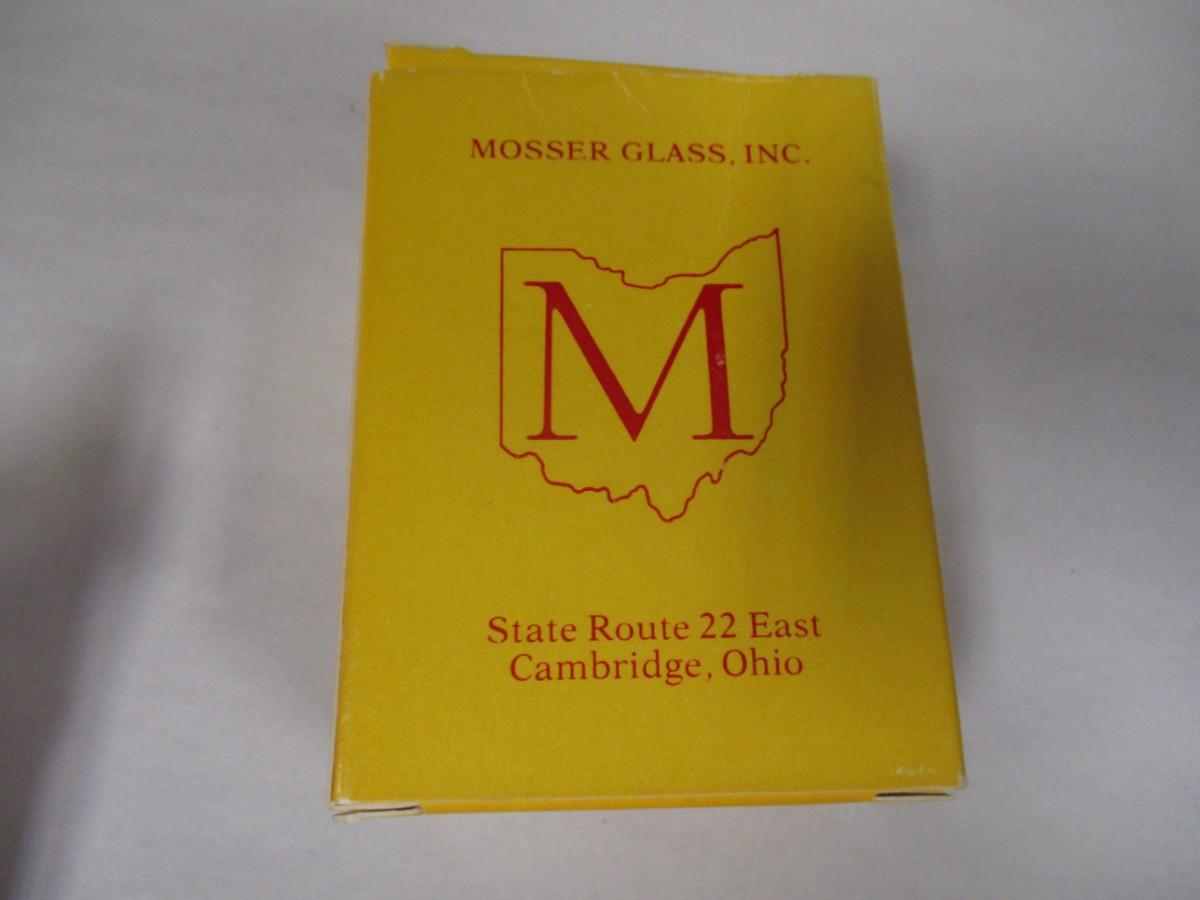 MOSSER GLASS, INC.
M
State Route 22 East
Cambridge, Ohio